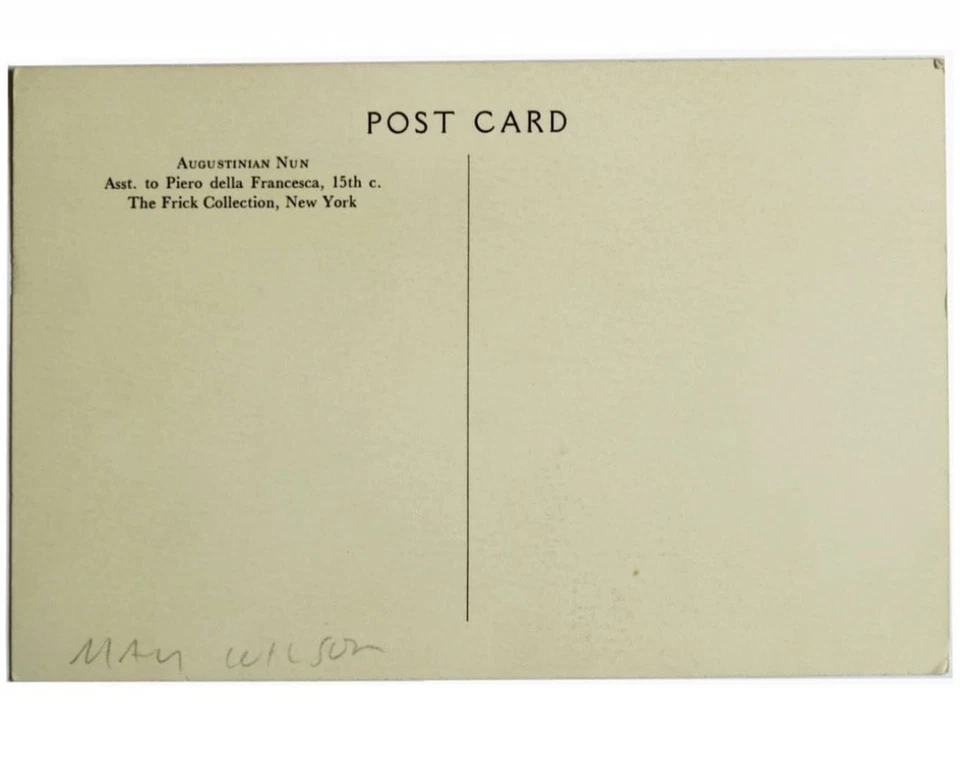 POST CARD
AUGUSTINIAN NUN
Asst. to Piero della Francesca, 15th c.
The Frick Collection, New York
MAY WILSON